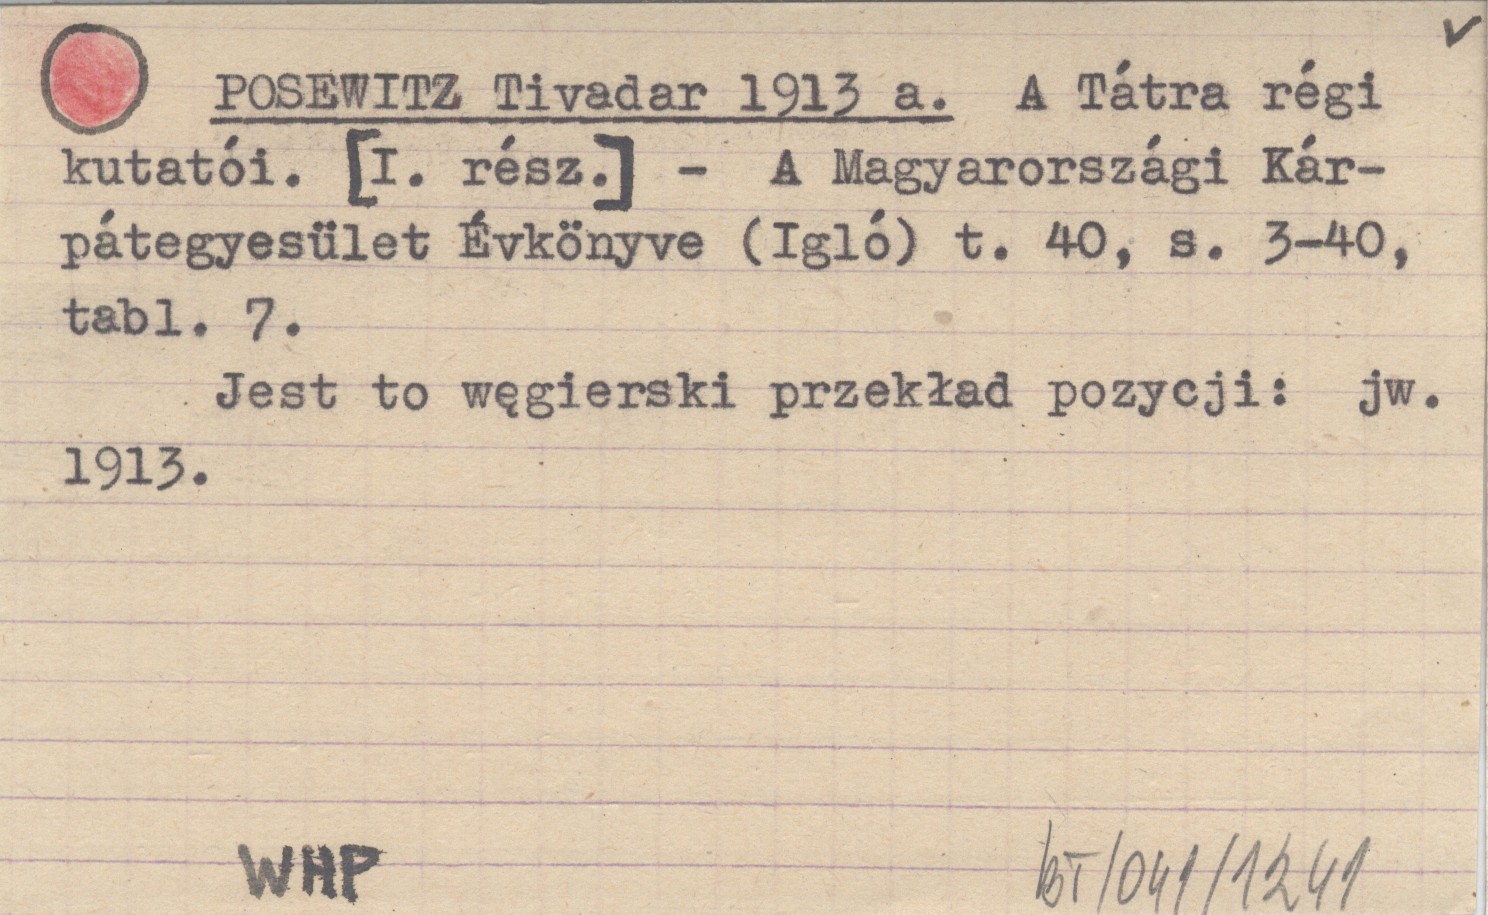 POSEWITZ Tivadar 1913 a. A Tátra régi
kutatói. [I. rész.] - A Magyarországi Kár-
pátegyesület Évkönyve (Igló) t. 40, s. 3-40,
tabl. 7.
Jest to węgierski przekład pozycji: jw.
1913.
WHP
bT/041/1241